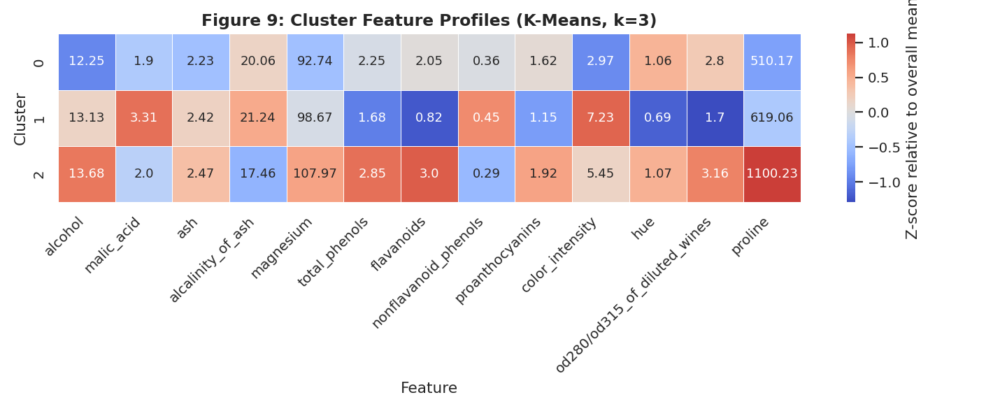 Figure 9: Cluster Feature Profiles (K-Means, k=3)
Cluster
0 12.25 1.9 2.23 20.06 92.74 2.25 2.05 0.36 1.62 2.97 1.06 2.8 510.17
1 13.13 3.31 2.42 21.24 98.67 1.68 0.82 0.45 1.15 7.23 0.69 1.7 619.06
2 13.68 2.0 2.47 17.46 107.97 2.85 3.0 0.29 1.92 5.45 1.07 3.16 1100.23
alcohol
malic_acid
ash
alcalinity_of_ash
magnesium
total_phenols
flavanoids
nonflavanoid_phenols
proanthocyanins
color_intensity
hue
od280/od315_of_diluted_wines
proline
Feature
1.0
0.5
0.0
−0.5
−1.0
Z-score relative to overall mean